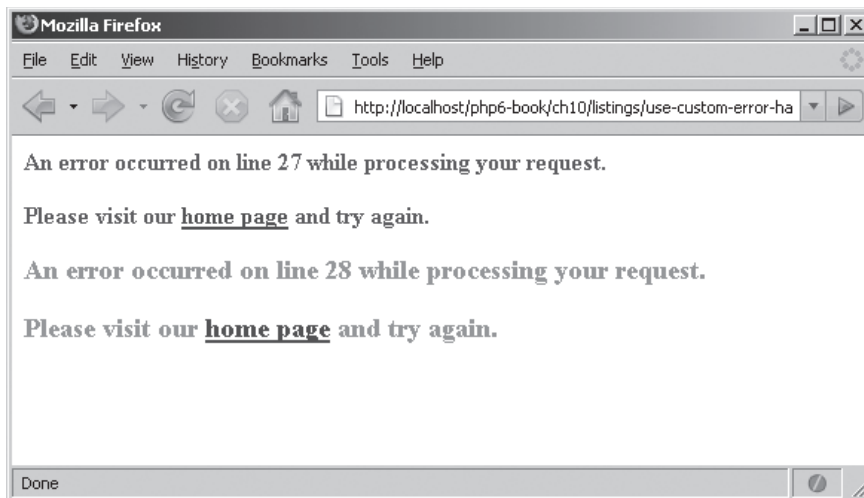 Mozilla Firefox
File Edit View History Bookmarks Tools Help
http://localhost/php6-book/ch10/listings/use-custom-error-ha
An error occurred on line 27 while processing your request.
Please visit our home page and try again.
An error occurred on line 28 while processing your request.
Please visit our home page and try again.
Done